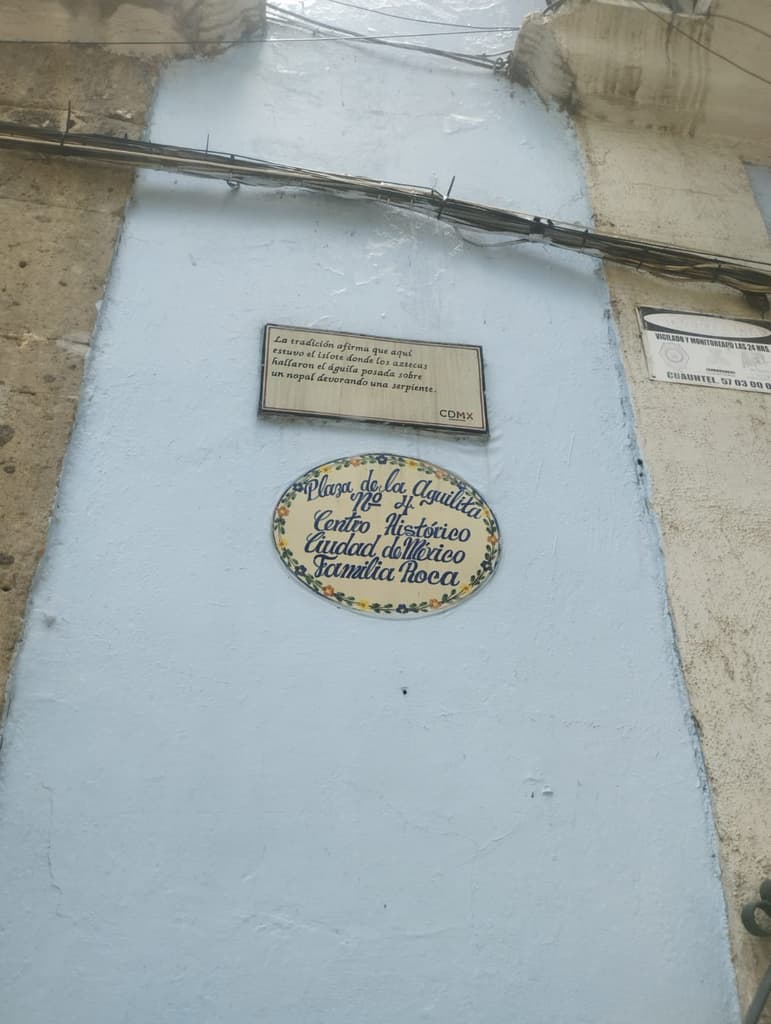 La tradición afirma que aquí
estuvo el islote donde los aztecas
hallaron el águila posada sobre
un nopal devorando una serpiente.
CDMX
Plaza de la Aguilita
Nº 4
Centro Histórico
Ciudad de México
Familia Roca
VIGILADO Y MONITOREADO LAS 24 HRS.
CUAUHTEL. 57 03 00 0